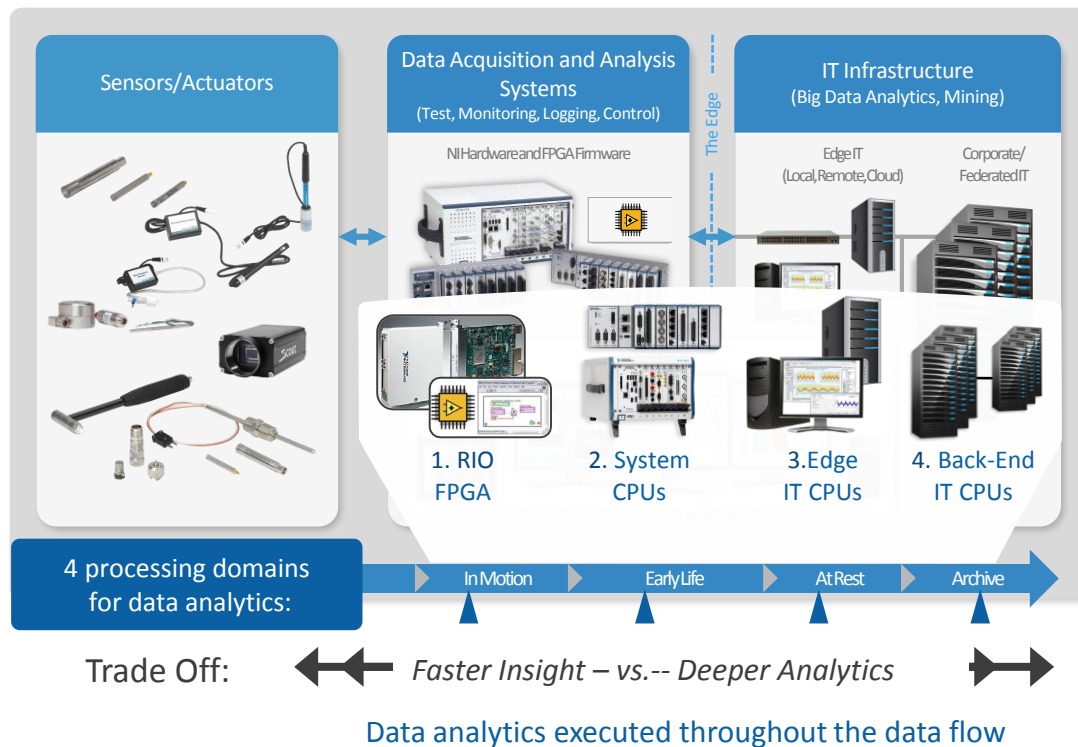 Sensors/Actuators
Data Acquisition and Analysis
Systems
(Test, Monitoring, Logging, Control)
NI Hardware and FPGA Firmware
The Edge
IT Infrastructure
(Big Data Analytics, Mining)
Edge IT
(Local, Remote, Cloud)
Corporate/
Federated IT
Scout
1. RIO
FPGA
2. System
CPUs
3.Edge
IT CPUs
4. Back-End
IT CPUs
4 processing domains
for data analytics:
In Motion
Early Life
At Rest
Archive
Trade Off:
Faster Insight – vs.-- Deeper Analytics
Data analytics executed throughout the data flow